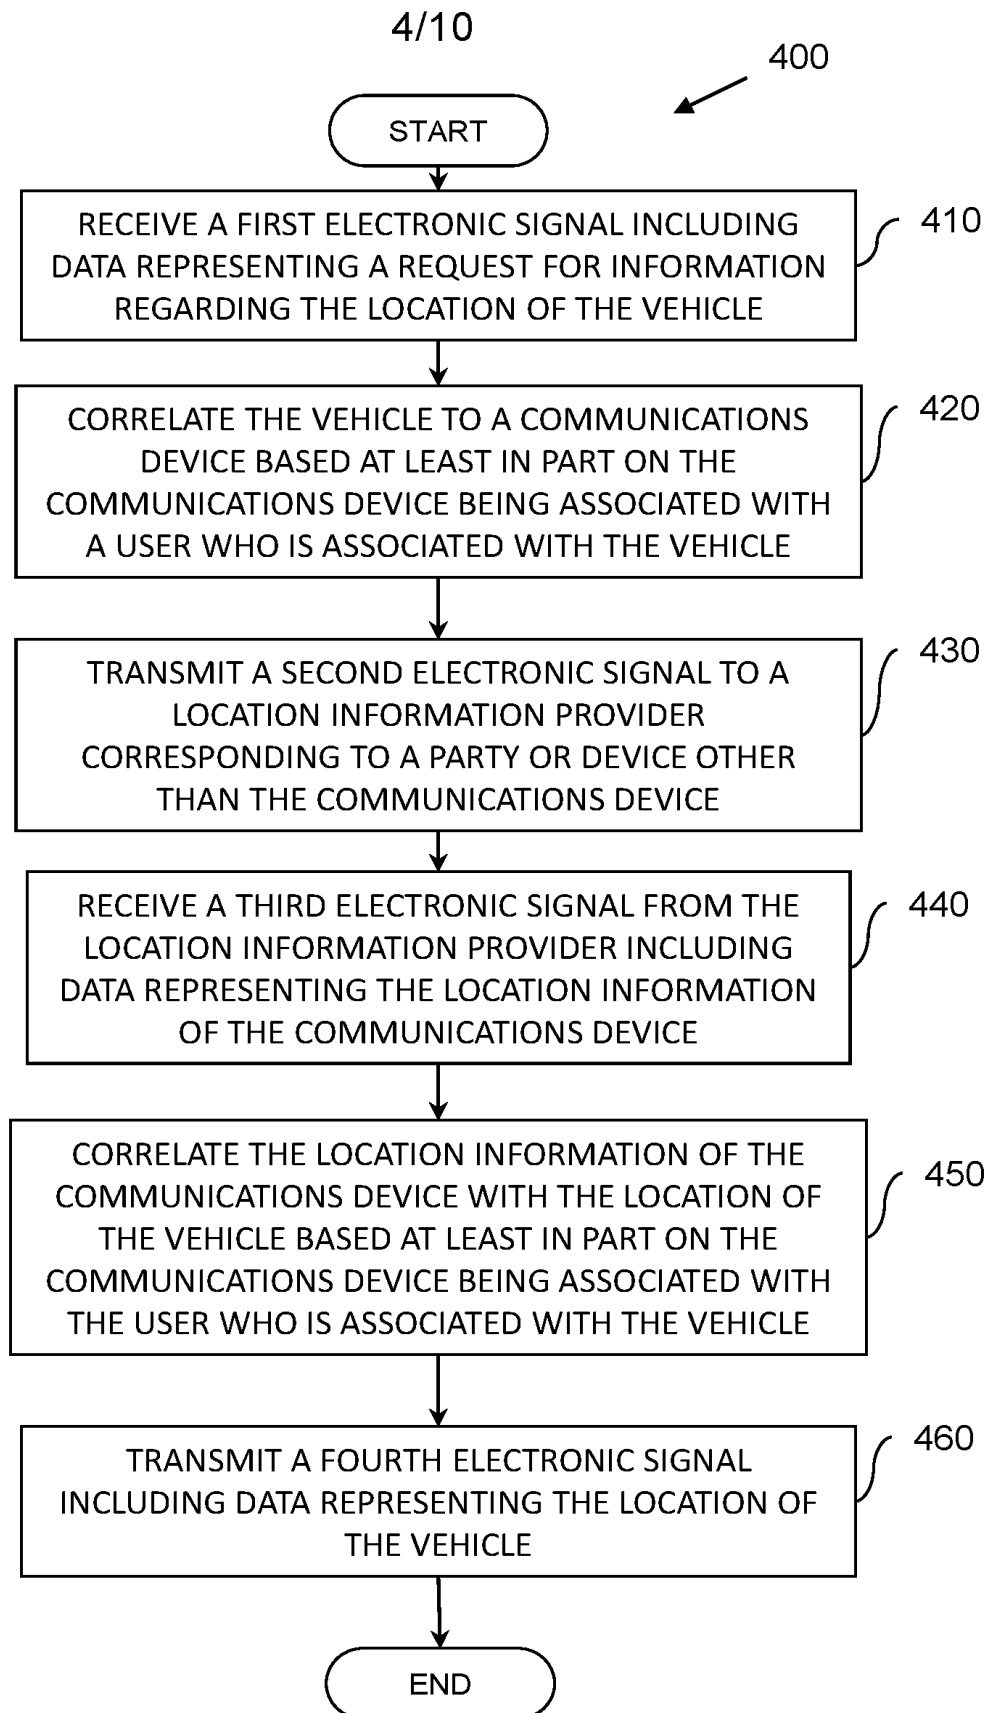 4/10
400
START
RECEIVE A FIRST ELECTRONIC SIGNAL INCLUDING
DATA REPRESENTING A REQUEST FOR INFORMATION
REGARDING THE LOCATION OF THE VEHICLE
410
CORRELATE THE VEHICLE TO A COMMUNICATIONS
DEVICE BASED AT LEAST IN PART ON THE
COMMUNICATIONS DEVICE BEING ASSOCIATED WITH
A USER WHO IS ASSOCIATED WITH THE VEHICLE
420
TRANSMIT A SECOND ELECTRONIC SIGNAL TO A
LOCATION INFORMATION PROVIDER
CORRESPONDING TO A PARTY OR DEVICE OTHER
THAN THE COMMUNICATIONS DEVICE
430
RECEIVE A THIRD ELECTRONIC SIGNAL FROM THE
LOCATION INFORMATION PROVIDER INCLUDING
DATA REPRESENTING THE LOCATION INFORMATION
OF THE COMMUNICATIONS DEVICE
440
CORRELATE THE LOCATION INFORMATION OF THE
COMMUNICATIONS DEVICE WITH THE LOCATION OF
THE VEHICLE BASED AT LEAST IN PART ON THE
COMMUNICATIONS DEVICE BEING ASSOCIATED WITH
THE USER WHO IS ASSOCIATED WITH THE VEHICLE
450
TRANSMIT A FOURTH ELECTRONIC SIGNAL
INCLUDING DATA REPRESENTING THE LOCATION OF
THE VEHICLE
460
END